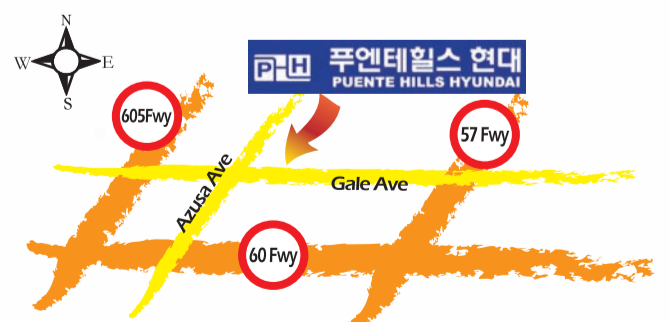 N
W E
S
PH 푸엔테힐스 현대
PUENTE HILLS HYUNDAI
605Fwy
57 Fwy
Azusa Ave
Gale Ave
60 Fwy